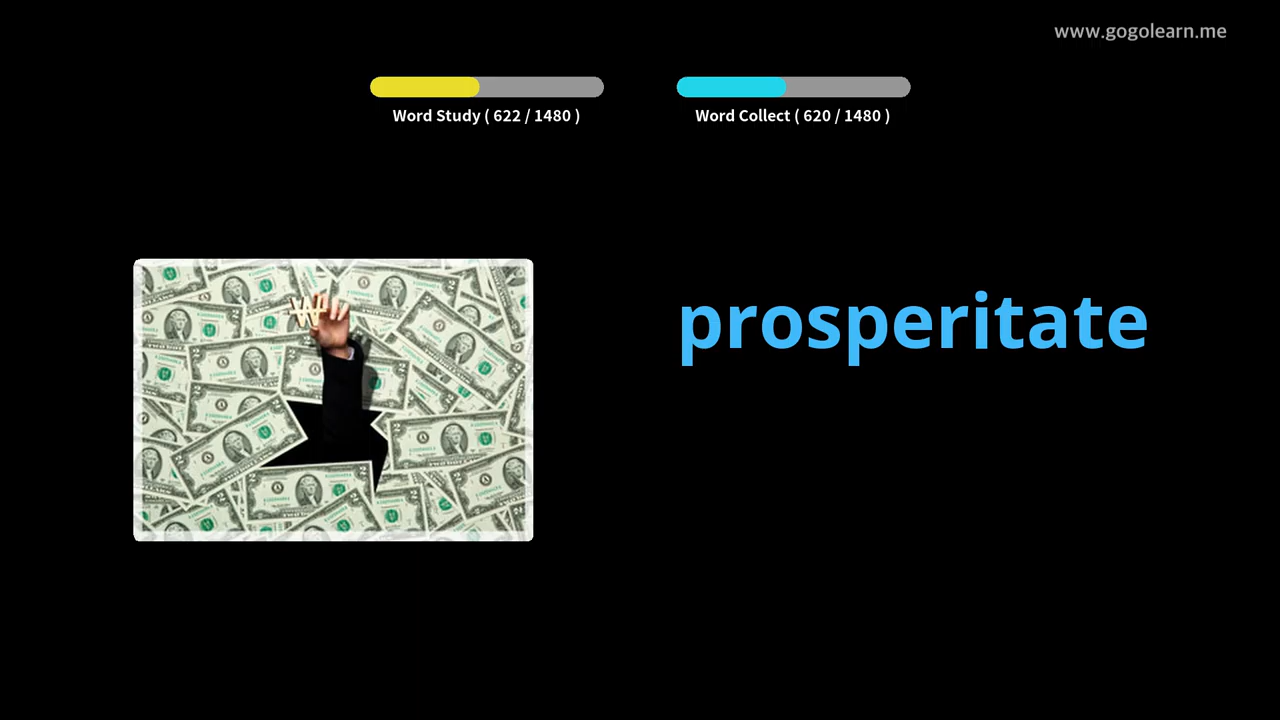 www.gogolearn.me
Word Study ( 622 / 1480 )
Word Collect ( 620 / 1480 )
₩
prosperitate